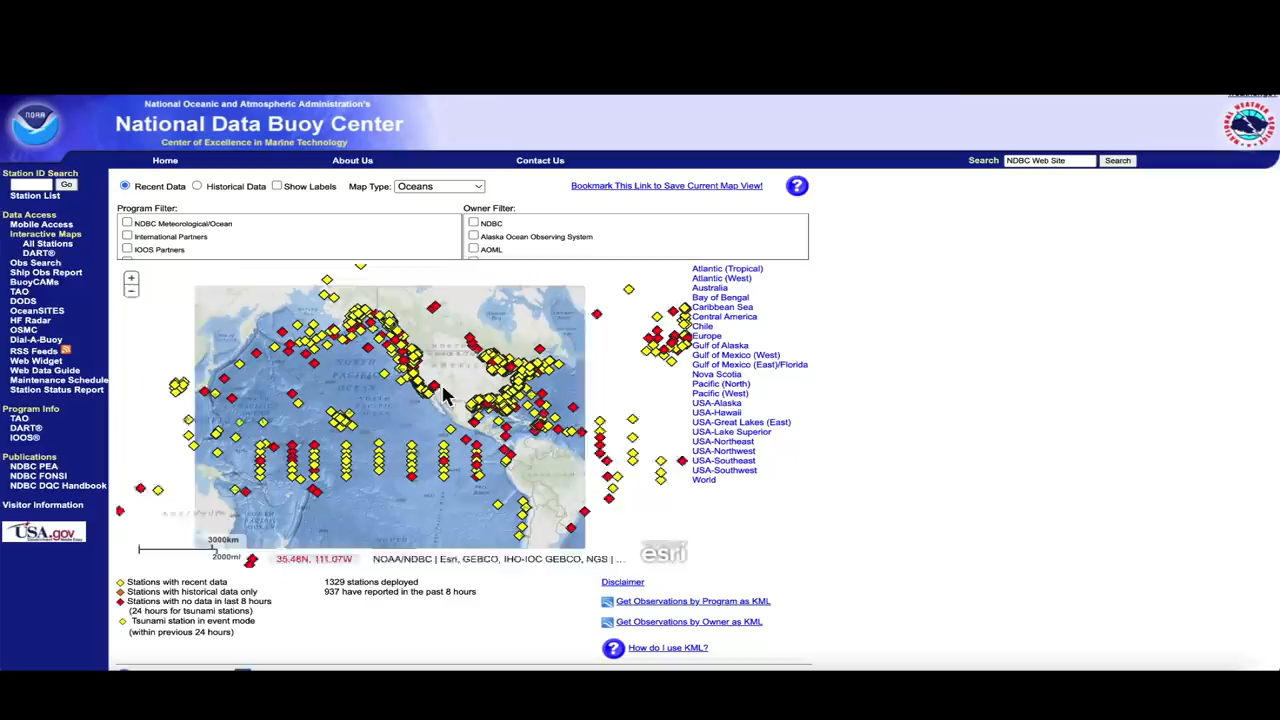 National Oceanic and Atmospheric Administration's
National Data Buoy Center
Center of Excellence in Marine Technology
NOAA
Home
About Us
Contact Us
Search
NDBC Web Site
Search
Station ID Search
Go
Station List
Data Access
Mobile Access
Interactive Maps
All Stations
DART®
Obs Search
Ship Obs Report
BuoyCAMs
TAO
DODS
OceanSITES
HF Radar
OSMC
Dial-A-Buoy
RSS Feeds
Web Widget
Web Data Guide
Maintenance Schedule
Station Status Report
Program Info
TAO
DART®
IOOS®
Publications
NDBC PEA
NDBC FONSI
NDBC DQC Handbook
Visitor Information
USA.gov
Recent Data
Historical Data
Show Labels
Map Type:
Oceans
Bookmark This Link to Save Current Map View!
?
Program Filter:
NDBC Meteorological/Ocean
International Partners
IOOS Partners
Owner Filter:
NDBC
Alaska Ocean Observing System
AOML
+
−
Atlantic (Tropical)
Atlantic (West)
Australia
Bay of Bengal
Caribbean Sea
Central America
Chile
Europe
Gulf of Alaska
Gulf of Mexico (West)
Gulf of Mexico (East)/Florida
Nova Scotia
Pacific (North)
Pacific (West)
USA-Alaska
USA-Hawaii
USA-Great Lakes (East)
USA-Lake Superior
USA-Northeast
USA-Northwest
USA-Southeast
USA-Southwest
World
3000km
2000mi
35.46N, 111.07W
NOAA/NDBC | Esri, GEBCO, IHO-IOC GEBCO, NGS | ...
esri
Stations with recent data
Stations with historical data only
Stations with no data in last 8 hours
(24 hours for tsunami stations)
Tsunami station in event mode
(within previous 24 hours)
1329 stations deployed
937 have reported in the past 8 hours
Disclaimer
Get Observations by Program as KML
Get Observations by Owner as KML
? How do I use KML?